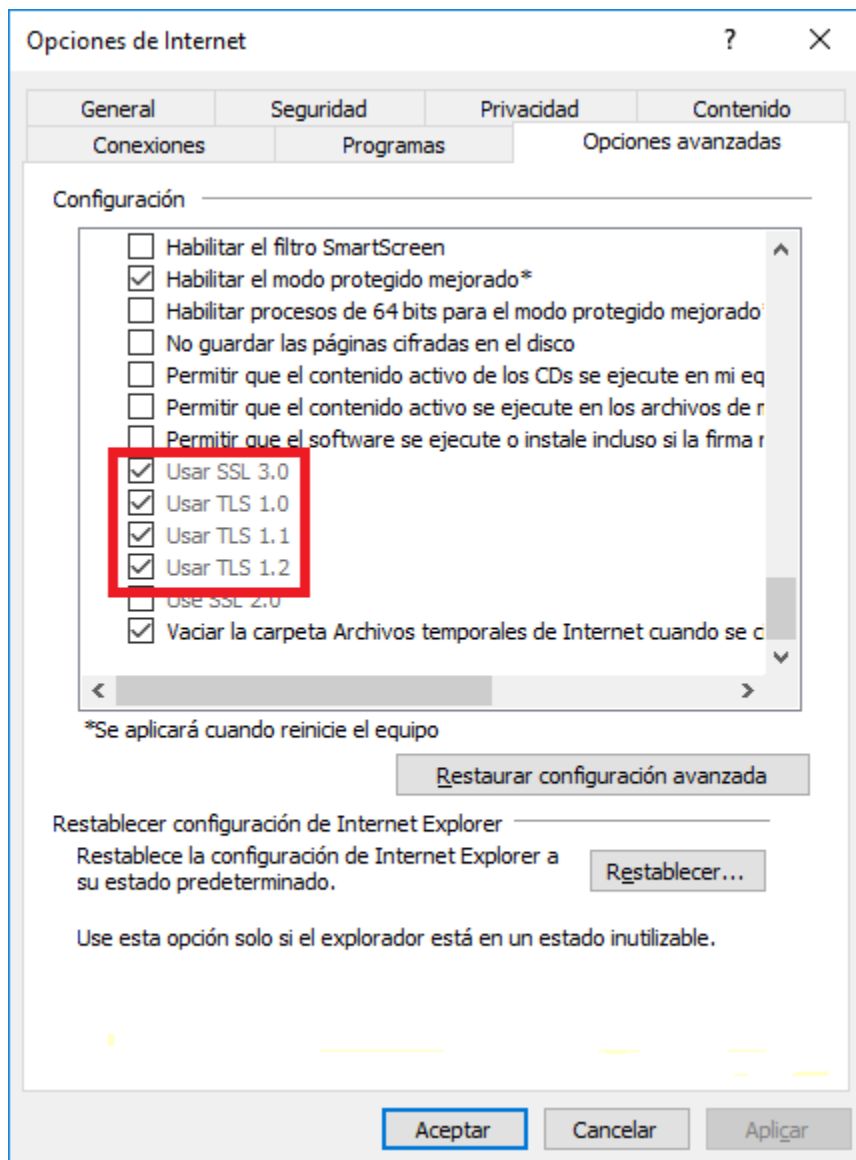 Opciones de Internet
?
General Seguridad Privacidad Contenido
Conexiones Programas Opciones avanzadas
Configuración
Habilitar el filtro SmartScreen
Habilitar el modo protegido mejorado*
Habilitar procesos de 64 bits para el modo protegido mejorado*
No guardar las páginas cifradas en el disco
Permitir que el contenido activo de los CDs se ejecute en mi eq
Permitir que el contenido activo se ejecute en los archivos de m
Permitir que el software se ejecute o instale incluso si la firma n
Usar SSL 3.0
Usar TLS 1.0
Usar TLS 1.1
Usar TLS 1.2
Use SSL 2.0
Vaciar la carpeta Archivos temporales de Internet cuando se ci
*Se aplicará cuando reinicie el equipo
Restaurar configuración avanzada
Restablecer configuración de Internet Explorer
Restablece la configuración de Internet Explorer a
su estado predeterminado.
Restablecer...
Use esta opción solo si el explorador está en un estado inutilizable.
Aceptar Cancelar Aplicar